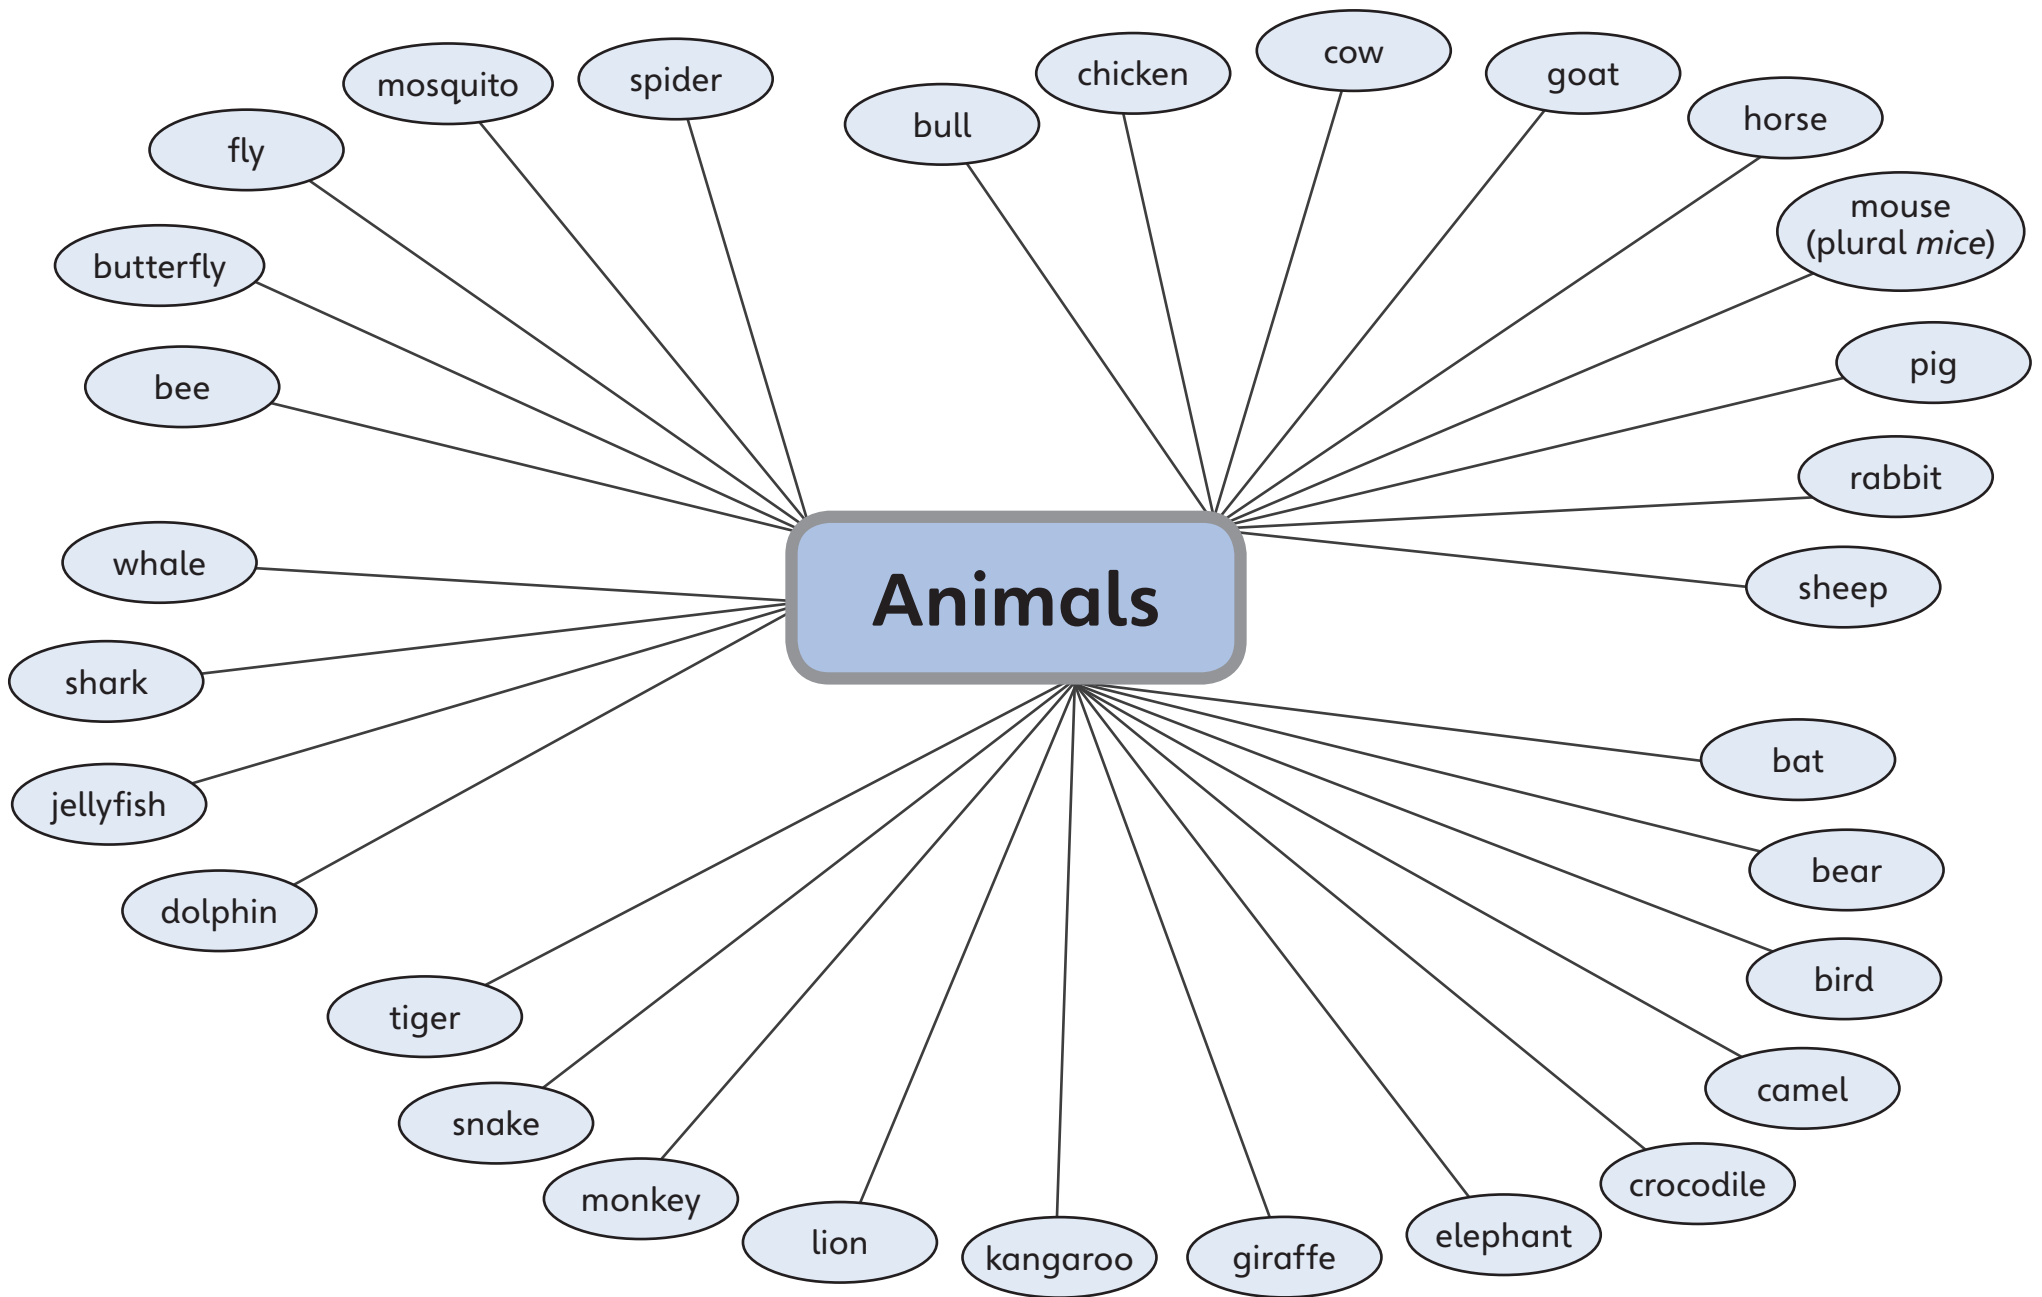 Animals
bull
chicken
cow
goat
horse
mouse
(plural mice)
pig
rabbit
sheep
bat
bear
bird
camel
crocodile
elephant
giraffe
kangaroo
lion
monkey
snake
tiger
dolphin
jellyfish
shark
whale
bee
butterfly
fly
mosquito
spider